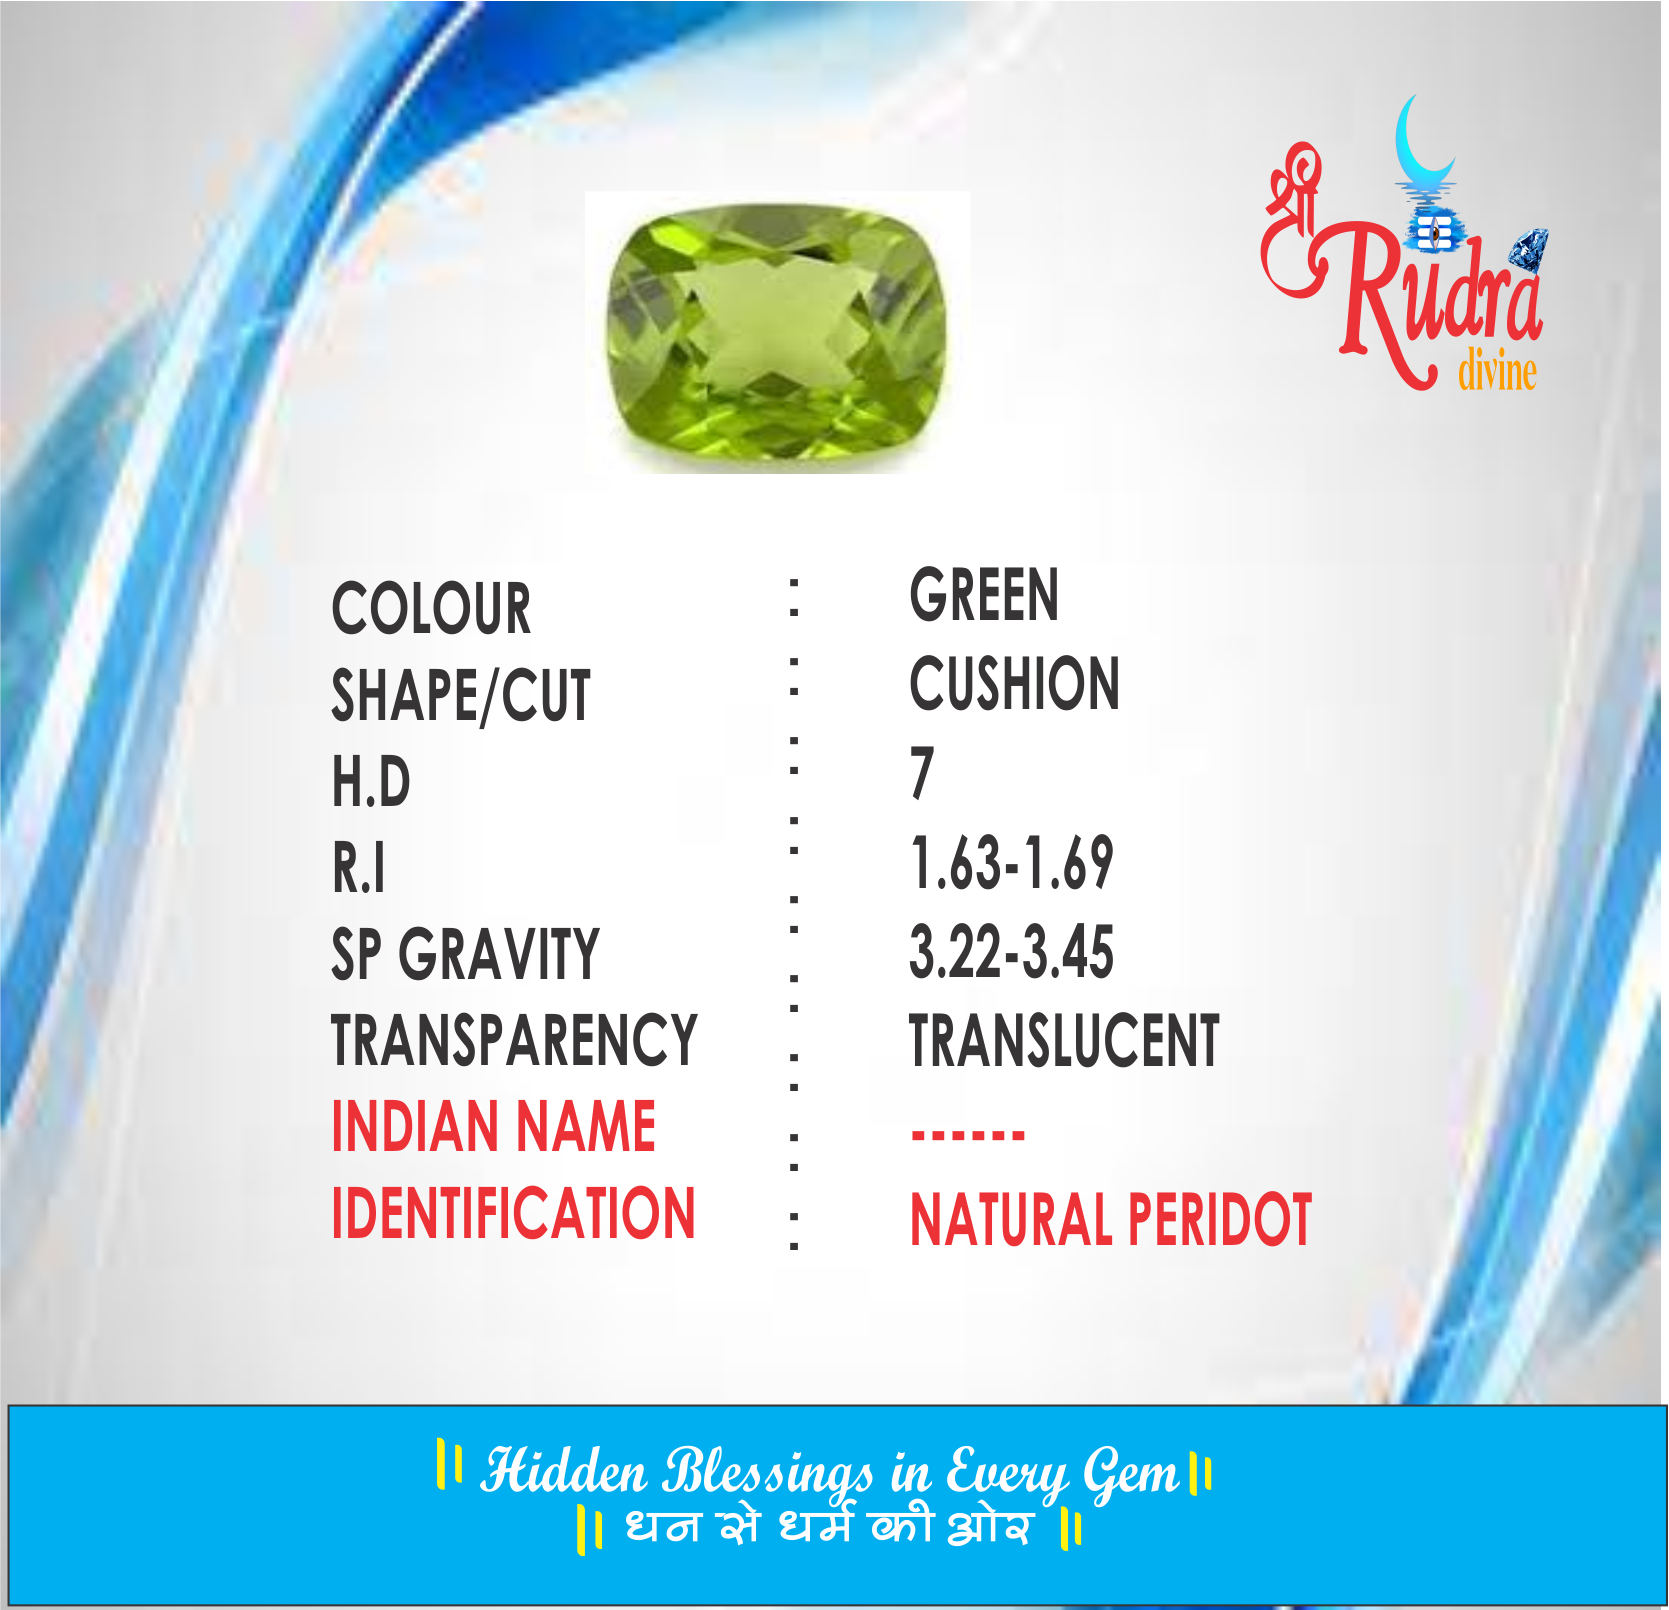 श्री
Rudra
divine
COLOUR : GREEN
SHAPE/CUT : CUSHION
H.D : 7
R.I : 1.63-1.69
SP GRAVITY : 3.22-3.45
TRANSPARENCY : TRANSLUCENT
INDIAN NAME : ------
IDENTIFICATION : NATURAL PERIDOT
|| Hidden Blessings in Every Gem ||
|| धन से धर्म की ओर ||